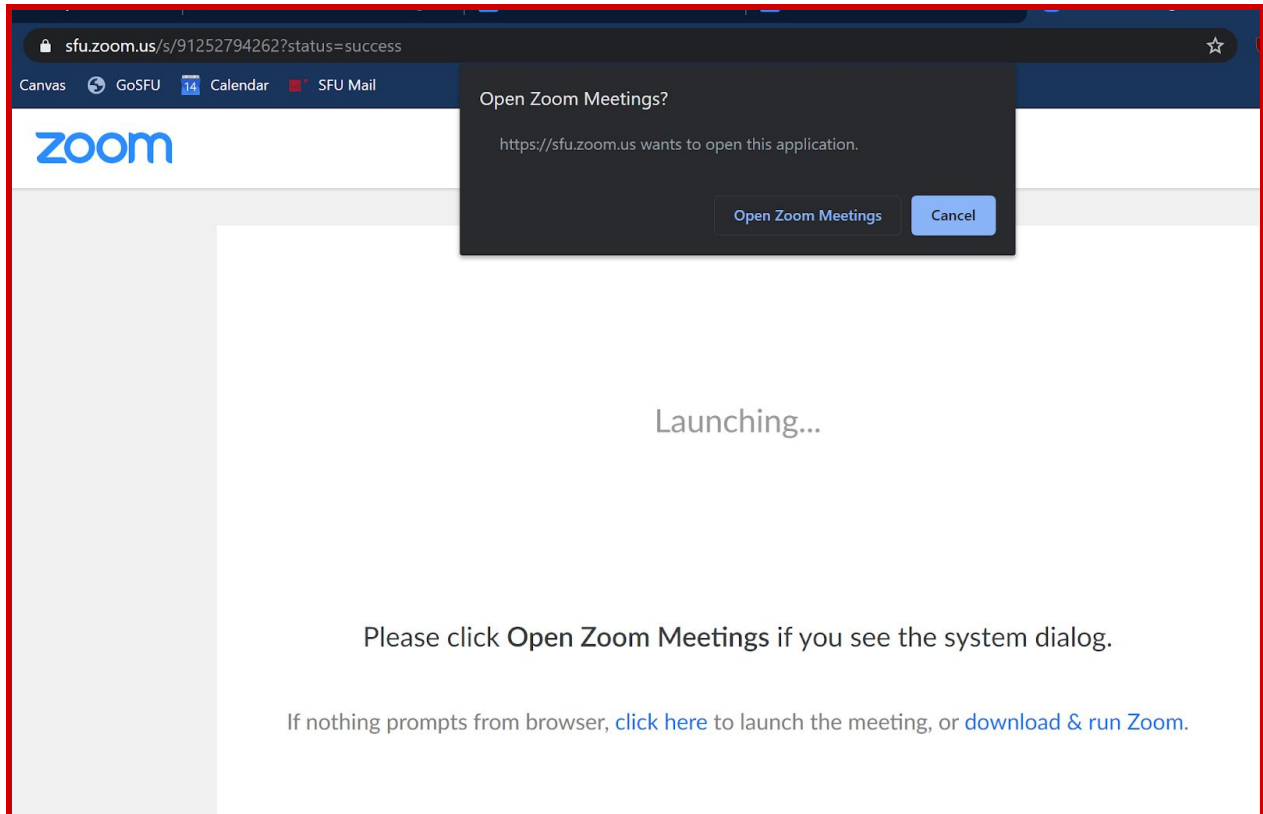 sfu.zoom.us/s/91252794262?status=success
Canvas GoSFU 14 Calendar SFU Mail
Open Zoom Meetings?
https://sfu.zoom.us wants to open this application.
Open Zoom Meetings Cancel
zoom
Launching...
Please click Open Zoom Meetings if you see the system dialog.
If nothing prompts from browser, click here to launch the meeting, or download & run Zoom.